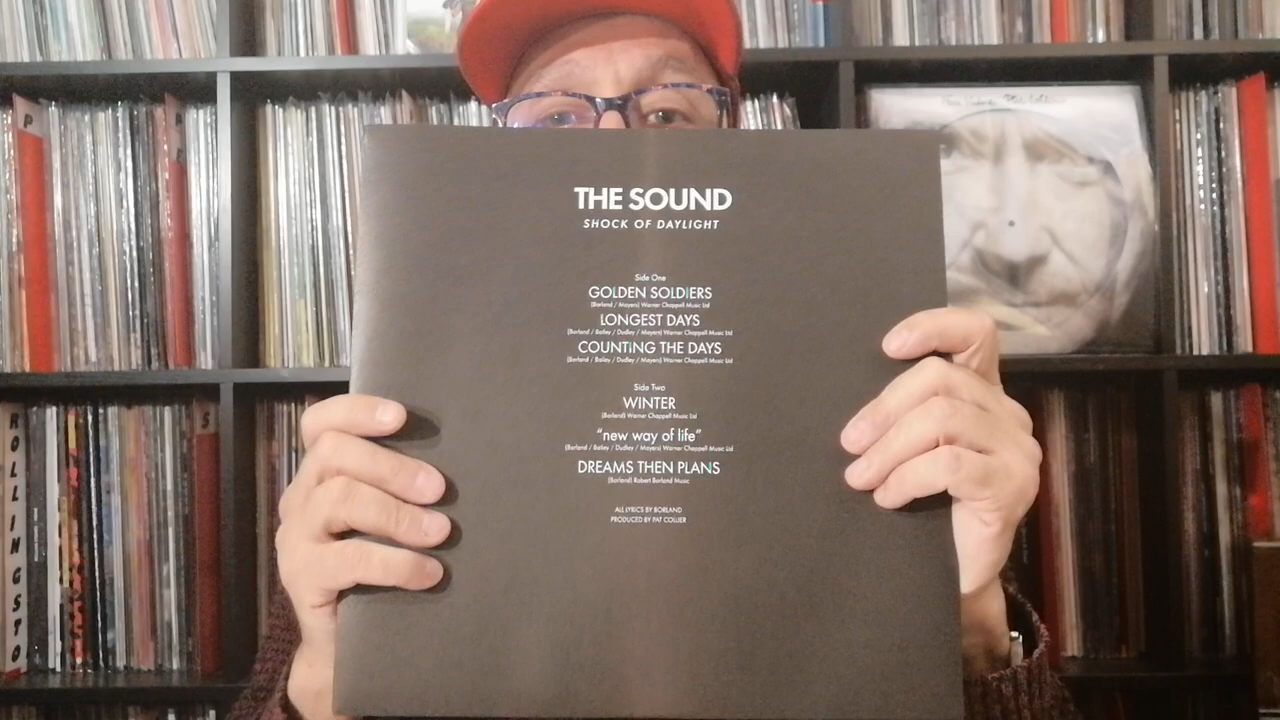 THE SOUND
SHOCK OF DAYLIGHT
Side One
GOLDEN SOLDIERS
(Borland / Mayers) Warner Chappell Music Ltd
LONGEST DAYS
(Borland / Bailey / Dudley / Mayers) Warner Chappell Music Ltd
COUNTiNG THE DAYS
(Borland / Bailey / Dudley / Mayers) Warner Chappell Music Ltd
Side Two
WINTER
(Borland) Warner Chappell Music Ltd
“new way of life”
(Borland / Bailey / Dudley / Mayers) Warner Chappell Music Ltd
DREAMS THEN PLANS
(Borland) Robert Borland Music
ALL LYRICS BY BORLAND
PRODUCED BY PAT COLLIER
P
S
ROLLINGSTO